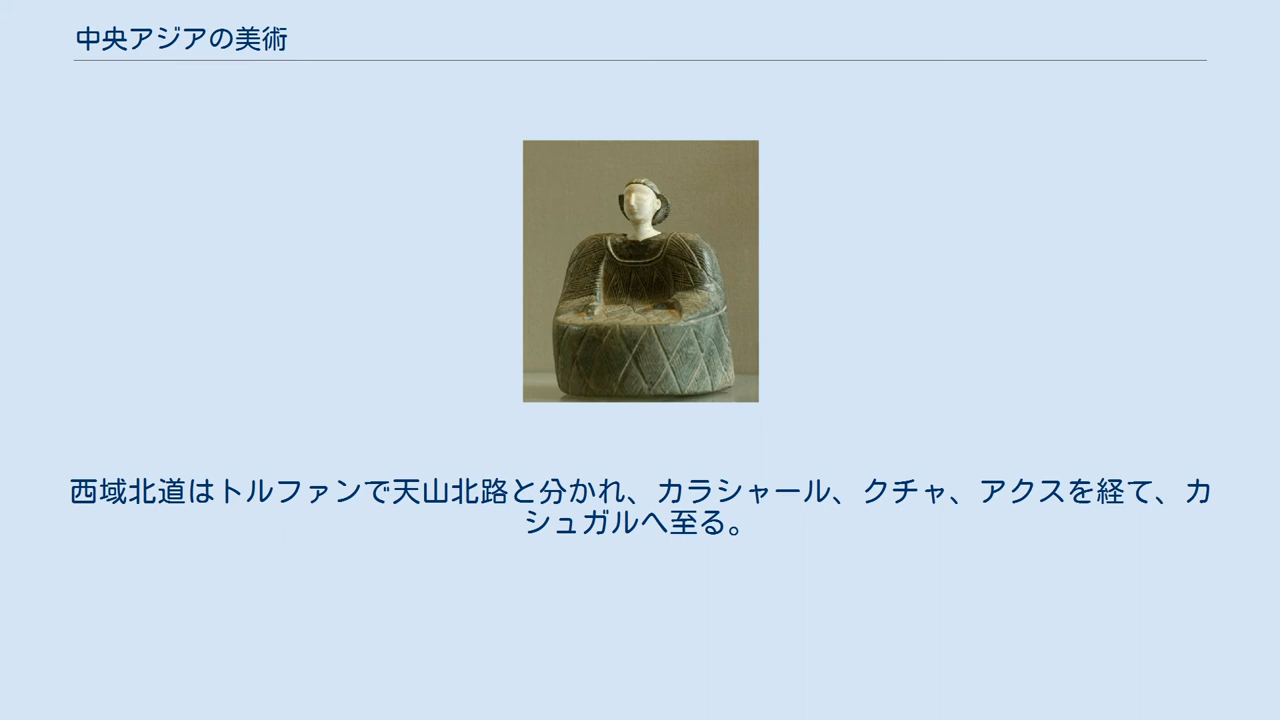 中央アジアの美術
西域北道はトルファンで天山北路と分かれ、カラシャール、クチャ、アクスを経て、カ
シュガルへ至る。